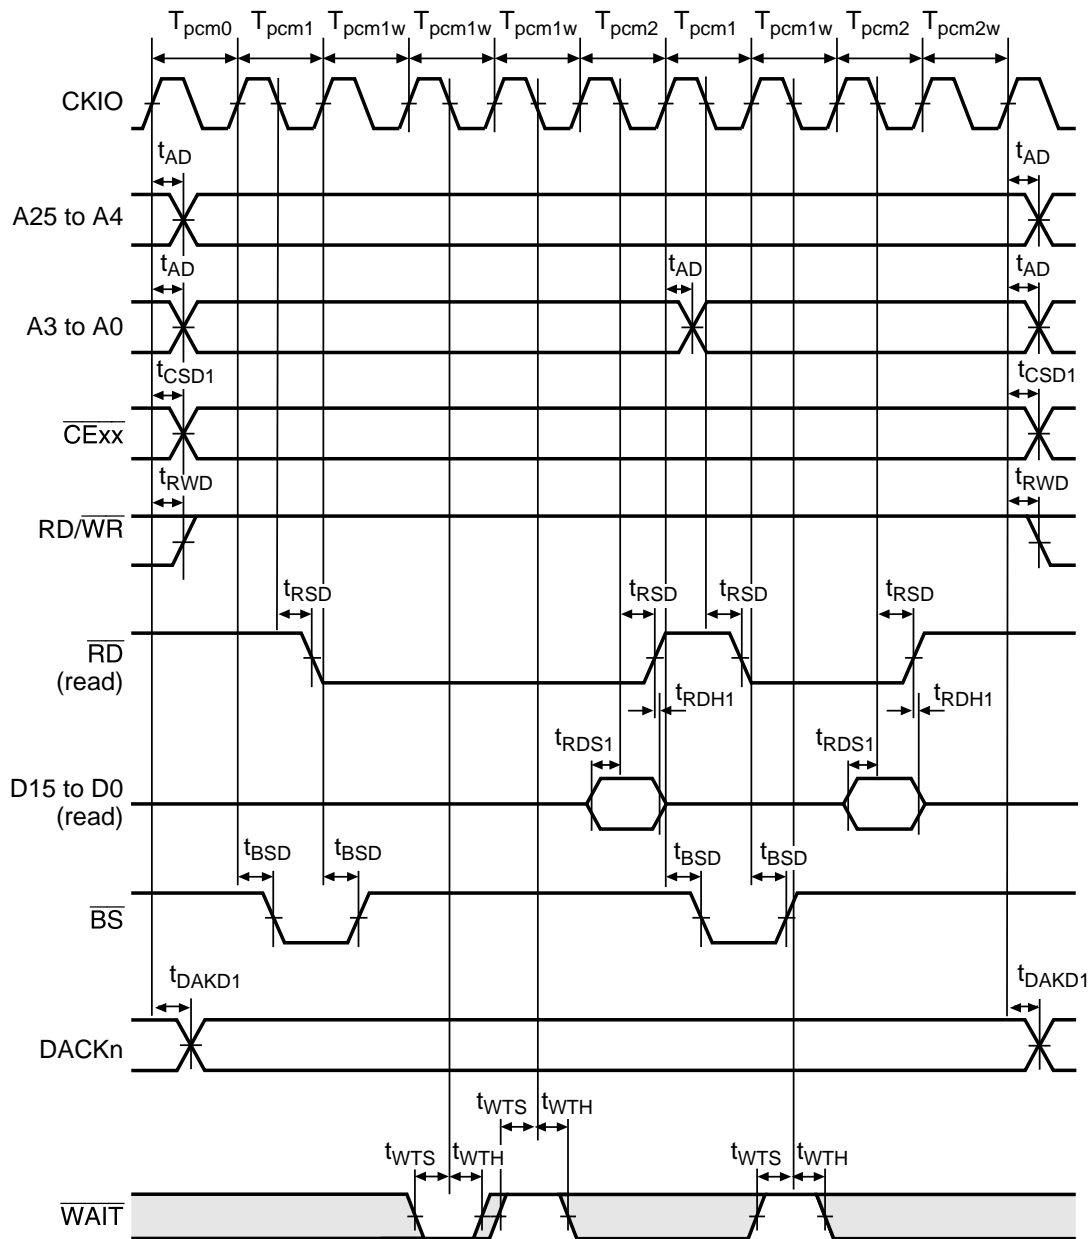 Tpcm0 Tpcm1 Tpcm1w Tpcm1w Tpcm1w Tpcm2 Tpcm1 Tpcm1w Tpcm2 Tpcm2w
CKIO
tAD tAD
A25 to A4
tAD tAD tAD
A3 to A0
tCSD1 tCSD1
CExx
tRWD tRWD
RD/WR
tRSD tRSD tRSD tRSD
RD
(read)
tRDH1 tRDH1
tRDS1 tRDS1
D15 to D0
(read)
tBSD tBSD tBSD tBSD
BS
tDAKD1 tDAKD1
DACKn
tWTS tWTH
tWTS tWTH tWTS tWTH
WAIT